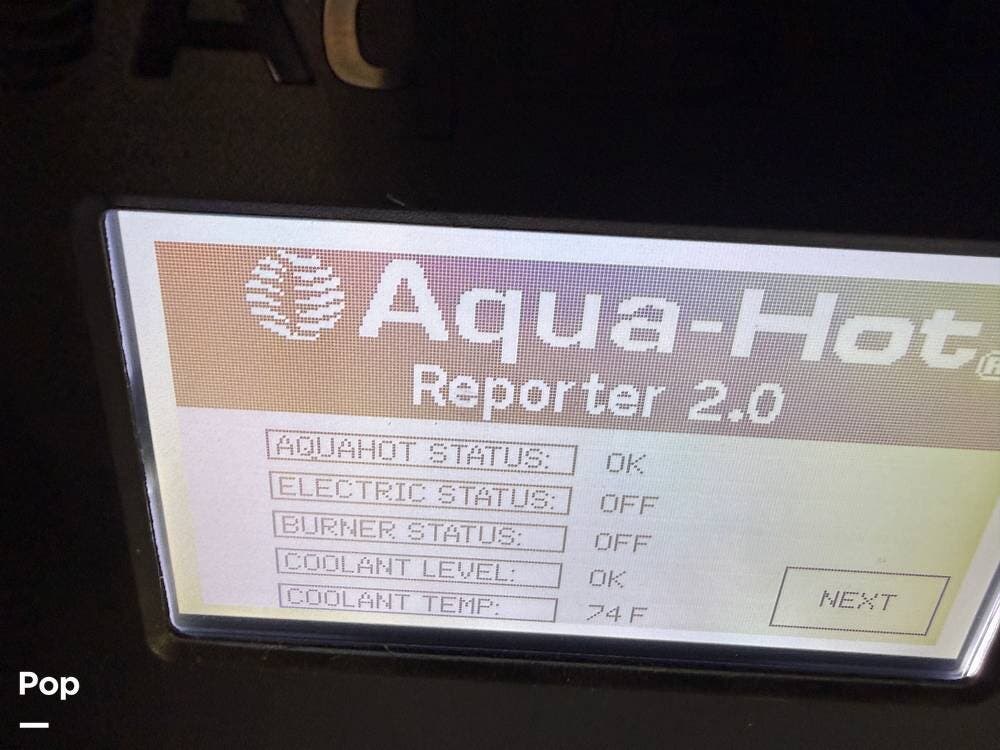 AC
Aqua-Hot®
Reporter 2.0
AQUAHOT STATUS: OK
ELECTRIC STATUS: OFF
BURNER STATUS: OFF
COOLANT LEVEL: OK
COOLANT TEMP: 74 F
NEXT
Pop